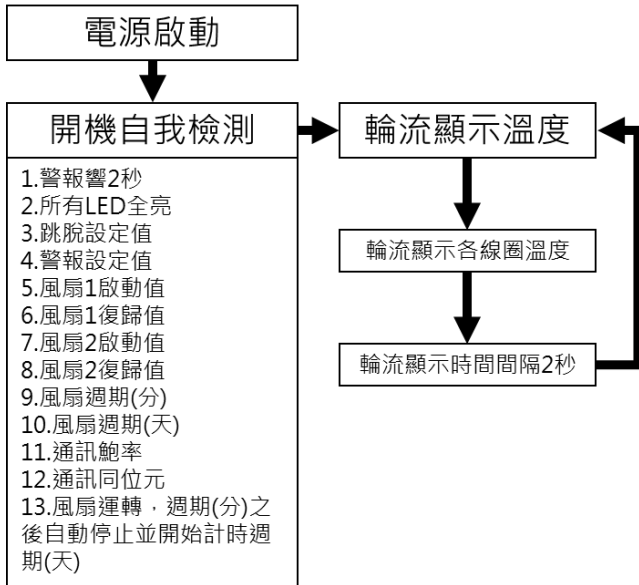 電源啟動
開機自我檢測
1.警報響2秒
2.所有LED全亮
3.跳脫設定值
4.警報設定值
5.風扇1啟動值
6.風扇1復歸值
7.風扇2啟動值
8.風扇2復歸值
9.風扇週期(分)
10.風扇週期(天)
11.通訊鮑率
12.通訊同位元
13.風扇運轉，週期(分)之
後自動停止並開始計時週
期(天)
輪流顯示溫度
輪流顯示各線圈溫度
輪流顯示時間間隔2秒